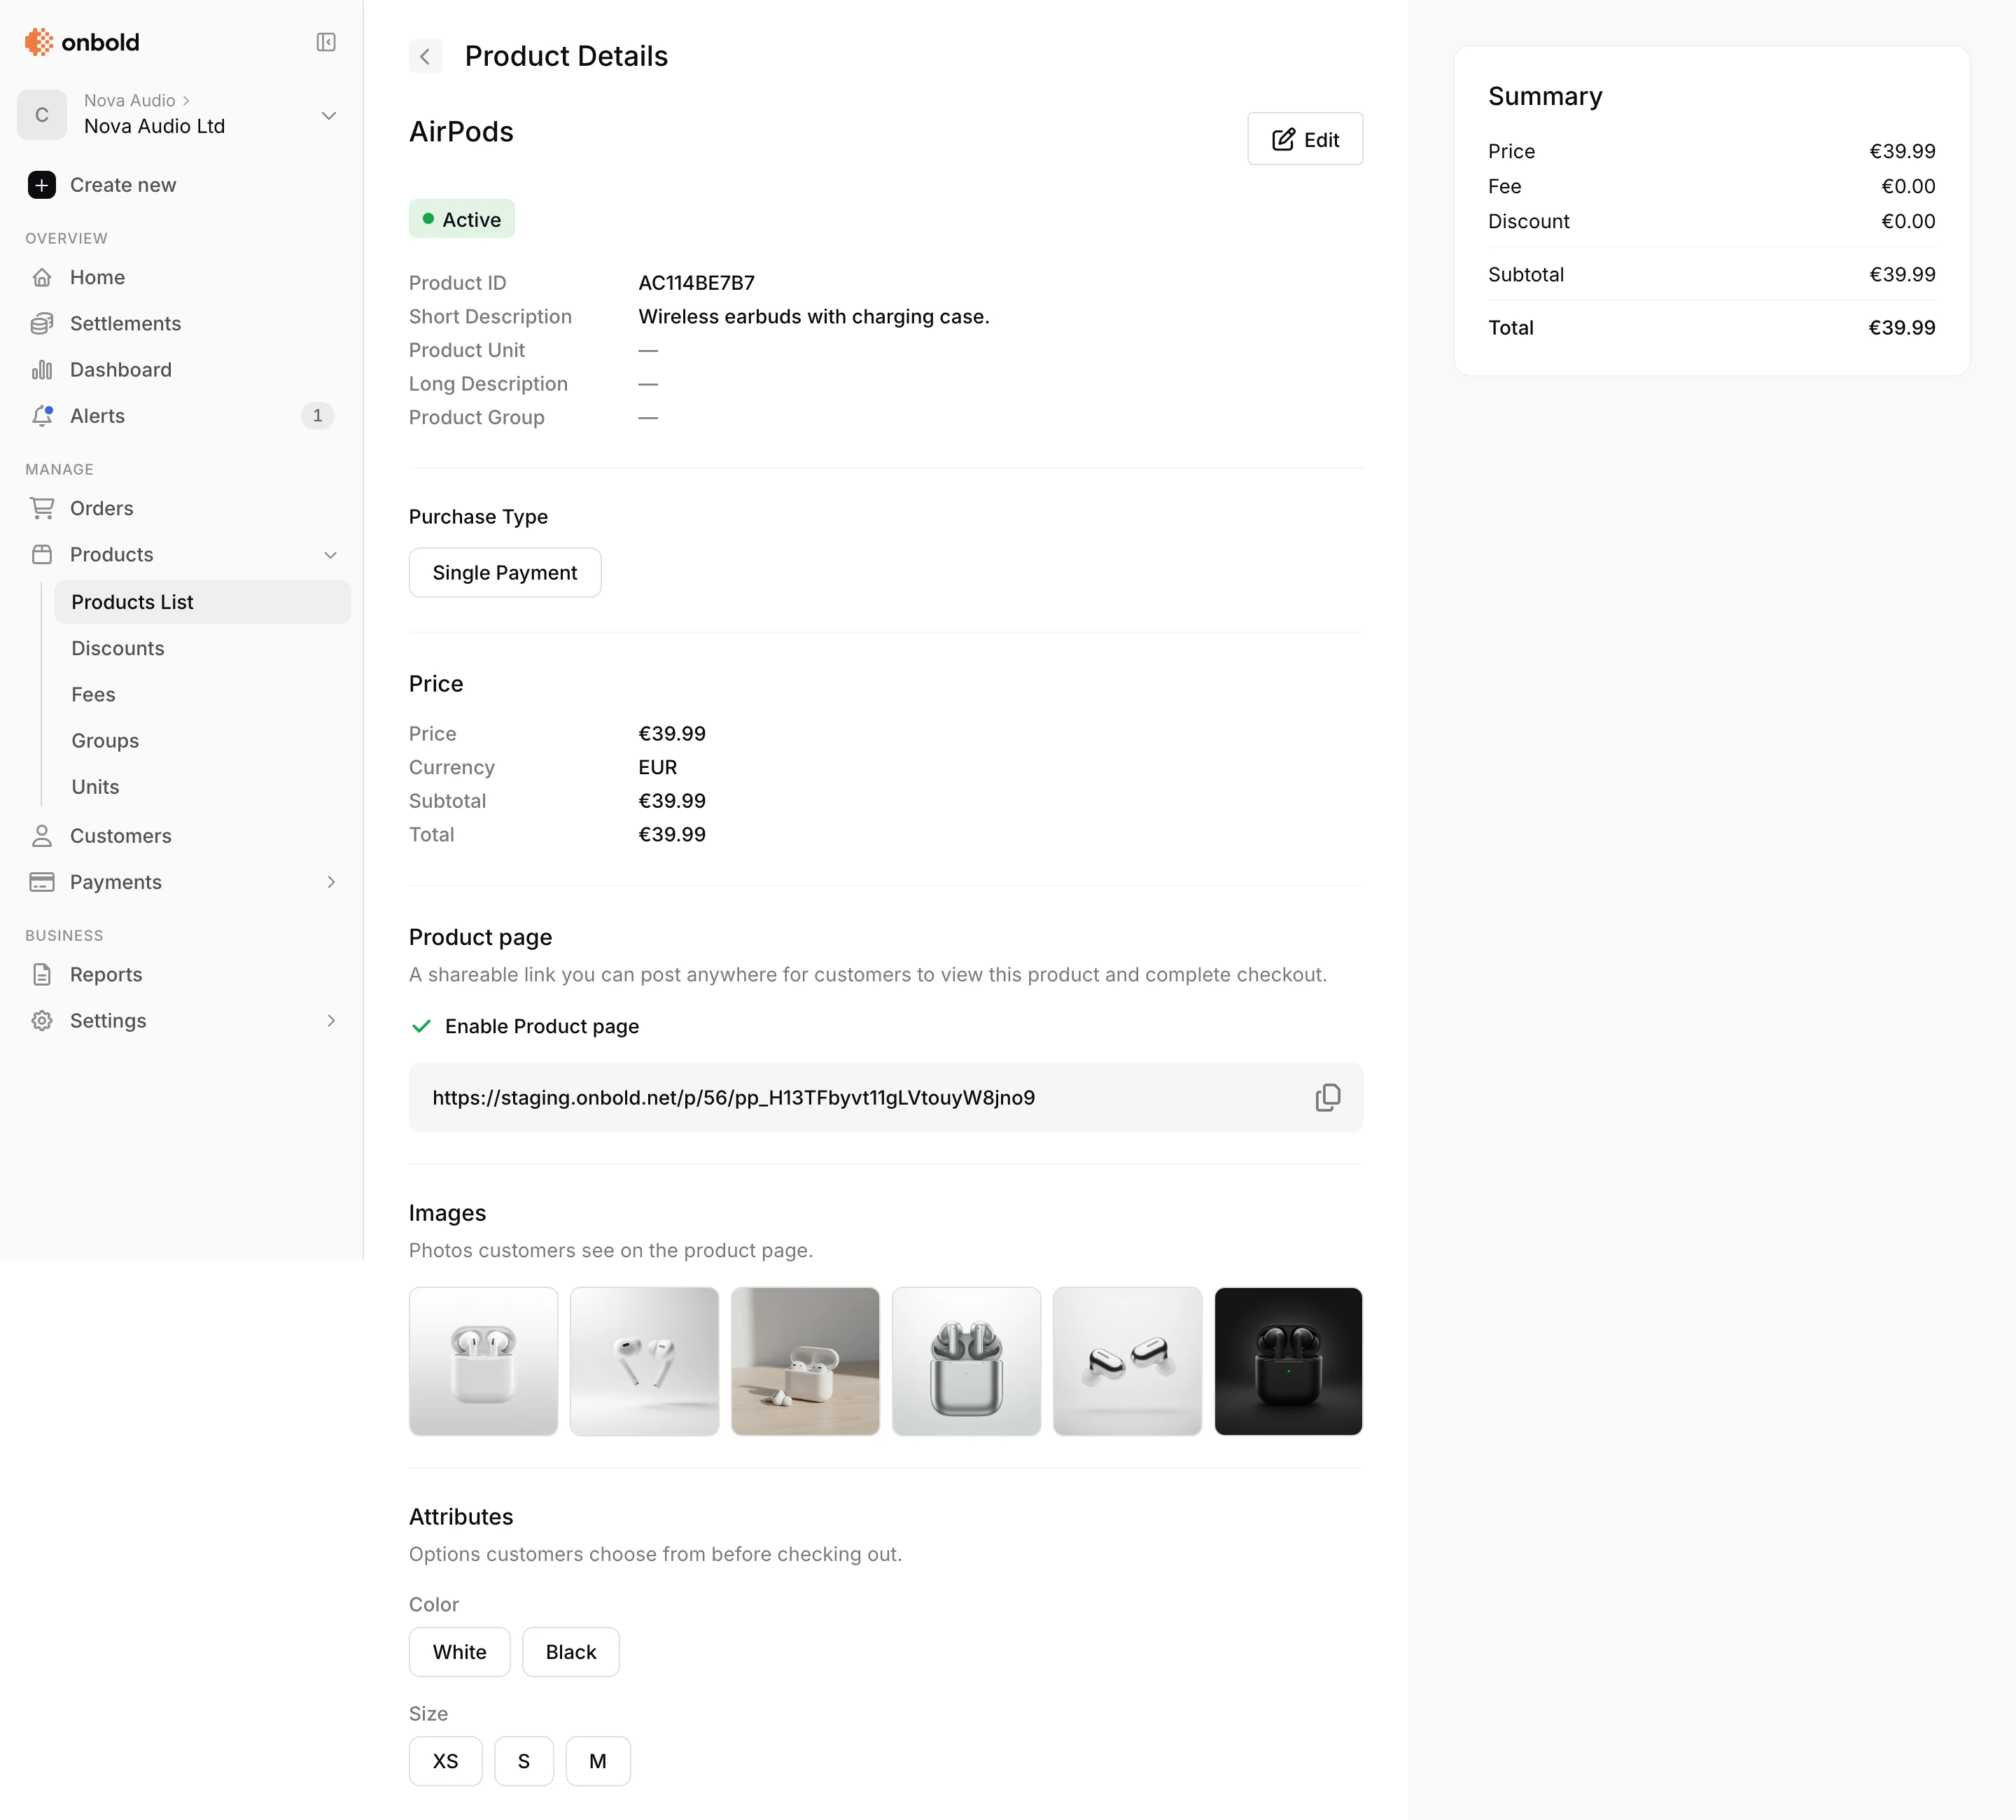 onbold
C
Nova Audio >
Nova Audio Ltd
Create new
OVERVIEW
Home
Settlements
Dashboard
Alerts
1
MANAGE
Orders
Products
Products List
Discounts
Fees
Groups
Units
Customers
Payments
BUSINESS
Reports
Settings
Product Details
AirPods
Edit
Active
Product ID AC114BE7B7
Short Description Wireless earbuds with charging case.
Product Unit —
Long Description —
Product Group —
Purchase Type
Single Payment
Price
Price €39.99
Currency EUR
Subtotal €39.99
Total €39.99
Product page
A shareable link you can post anywhere for customers to view this product and complete checkout.
Enable Product page
https://staging.onbold.net/p/56/pp_H13TFbyvt11gLVtouyW8jno9
Images
Photos customers see on the product page.
Attributes
Options customers choose from before checking out.
Color
White Black
Size
XS S M
Summary
Price €39.99
Fee €0.00
Discount €0.00
Subtotal €39.99
Total €39.99